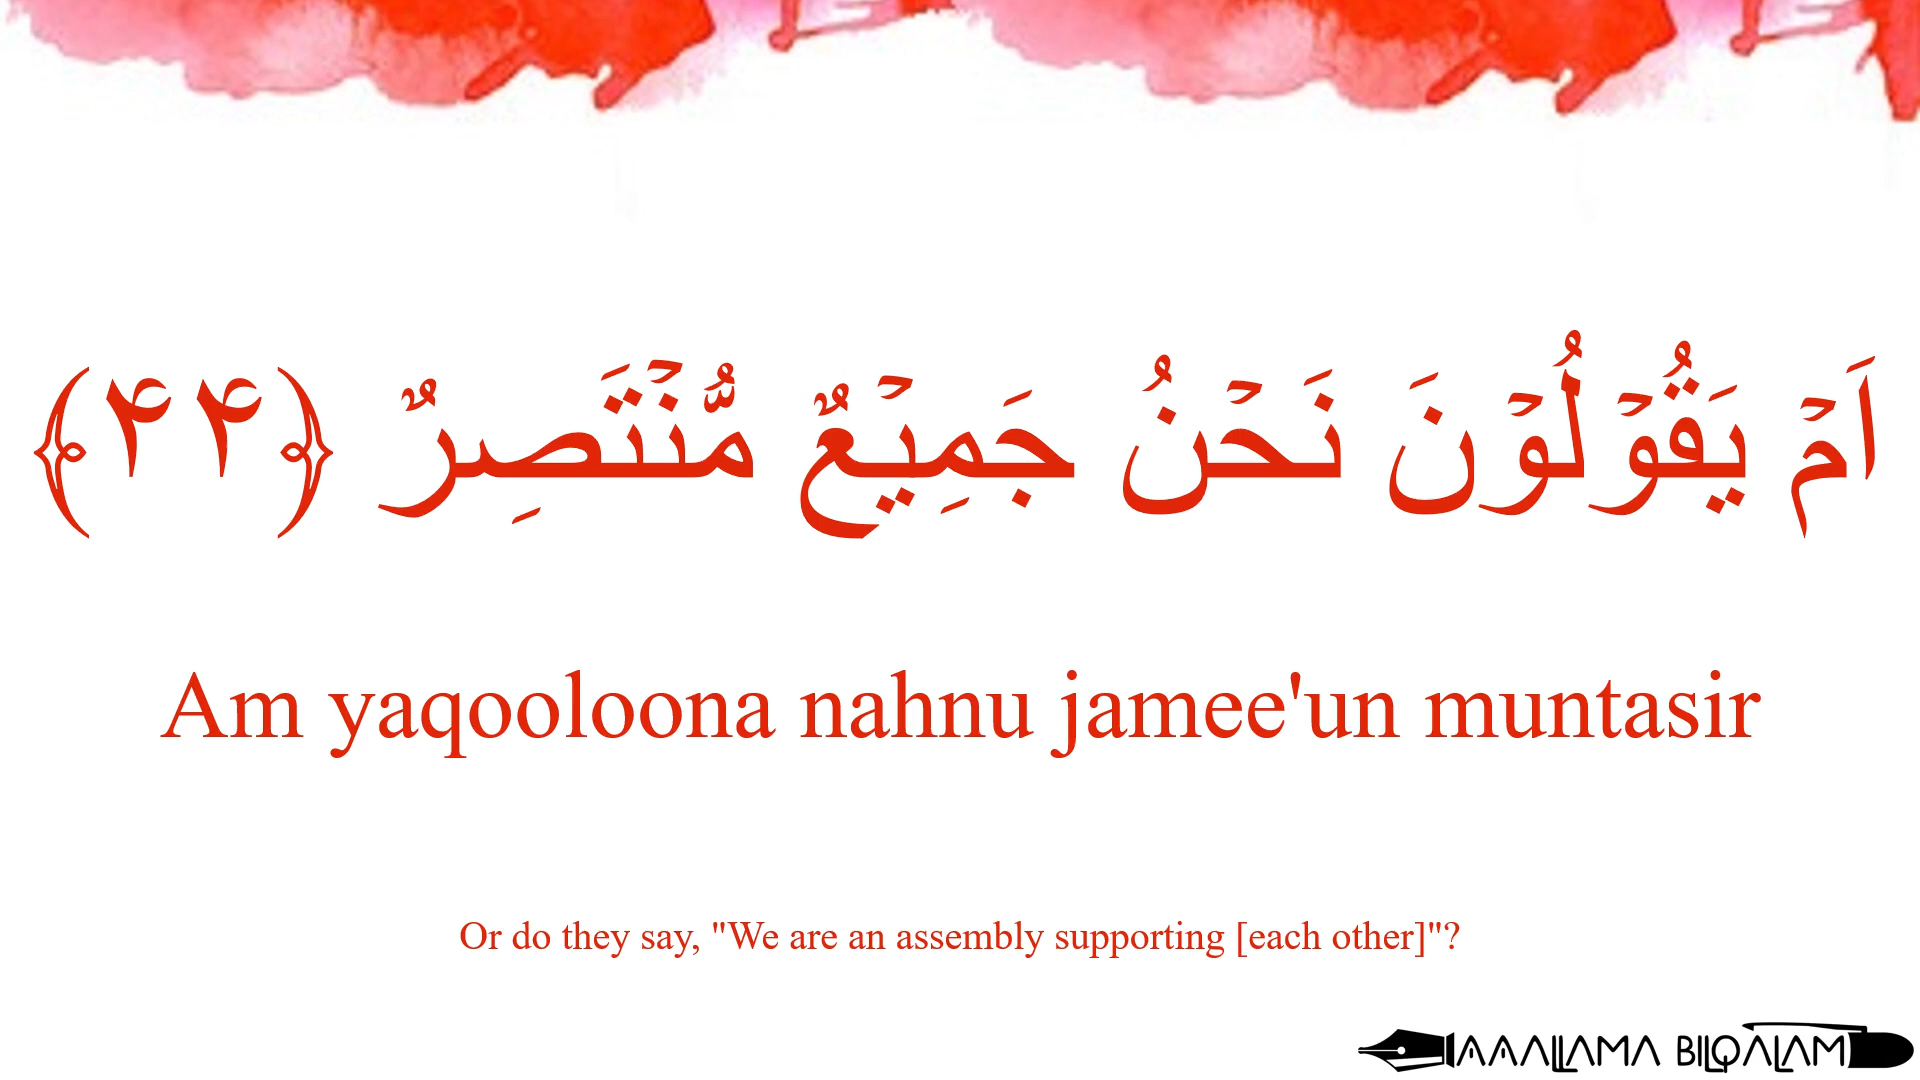 اَمۡ يَقُوۡلُوۡنَ نَحۡنُ جَمِيۡعٌ مُّنۡتَصِرٌ ﴿۴۴﴾
Am yaqooloona nahnu jamee'un muntasir
Or do they say, "We are an assembly supporting [each other]"?
AAALLAMA BILQALAM